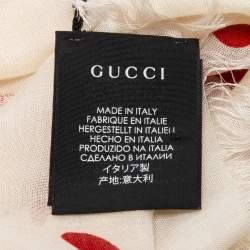 GUCCI
MADE IN ITALY
FABRIQUE EN ITALIE
HERGESTELLT IN ITALIEN
HECHO EN ITALIA
PRODUZIDO NA ITALIA
СДЕЛАНО В ИТАЛИИ
イタリア製
产地:意大利